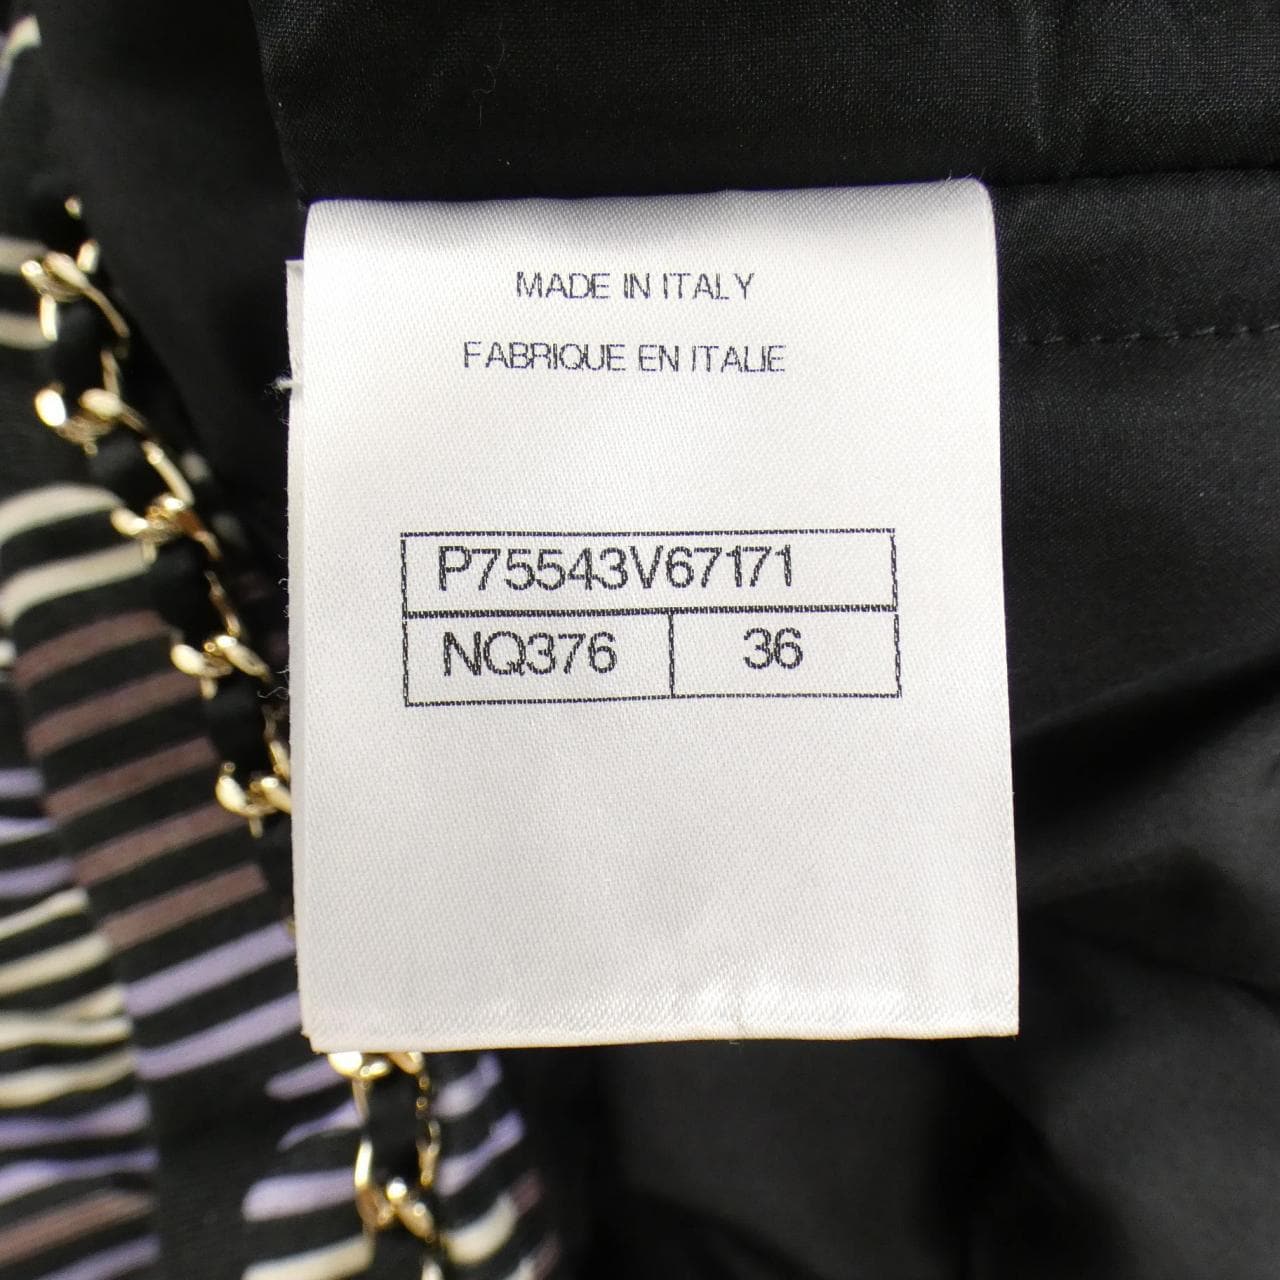 MADE IN ITALY
FABRIQUE EN ITALIE
P75543V67171
NQ376 36